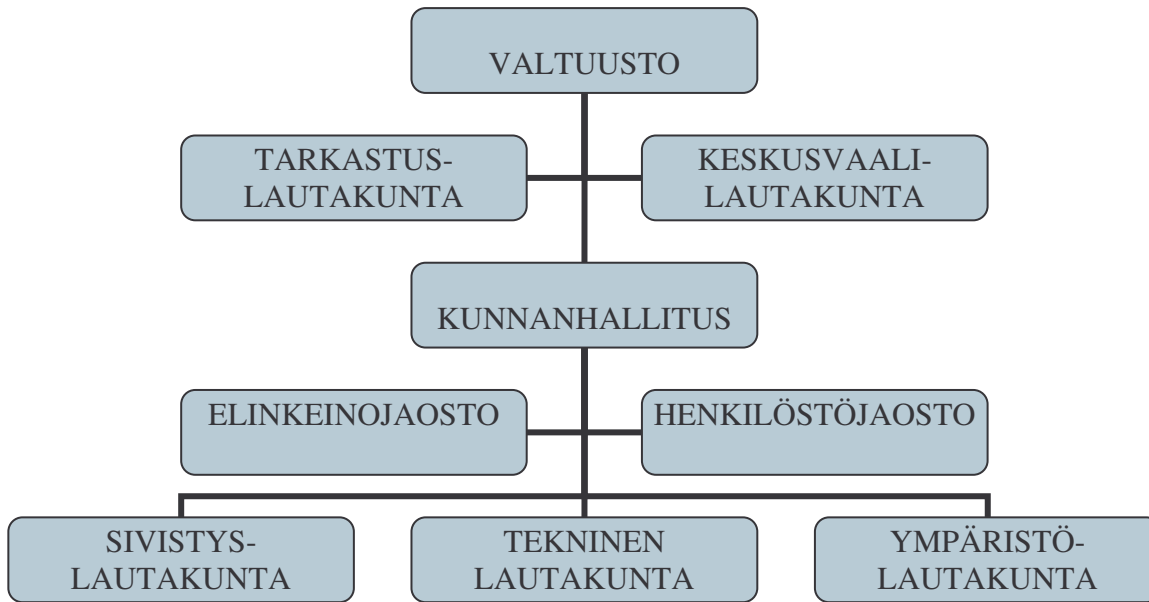 VALTUUSTO
TARKASTUS-
LAUTAKUNTA
KESKUSVAALI-
LAUTAKUNTA
KUNNANHALLITUS
ELINKEINOJAOSTO
HENKILÖSTÖJAOSTO
SIVISTYS-
LAUTAKUNTA
TEKNINEN
LAUTAKUNTA
YMPÄRISTÖ-
LAUTAKUNTA